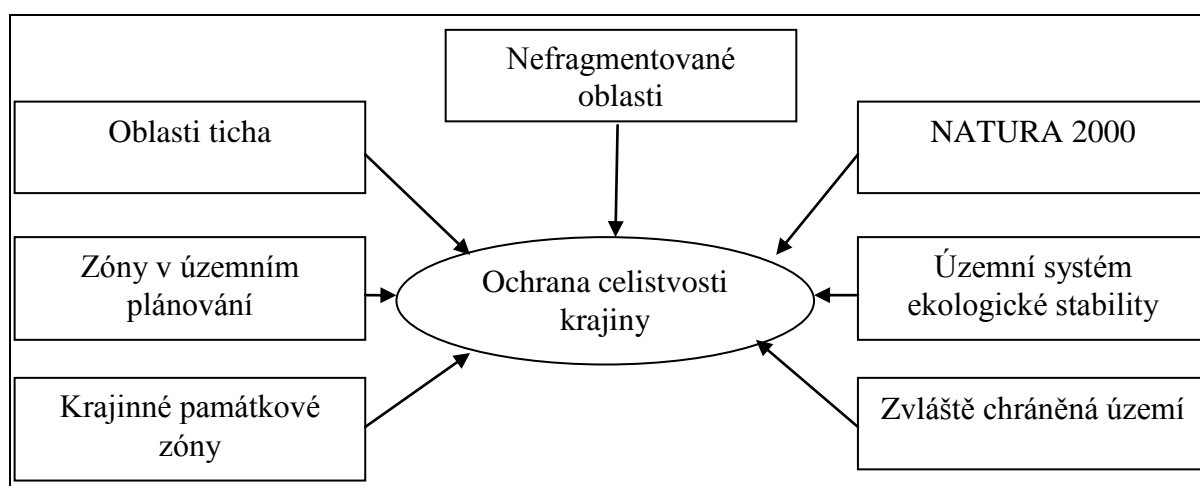 Nefragmentované
oblasti
Oblasti ticha
NATURA 2000
Zóny v územním
plánování
Ochrana celistvosti
krajiny
Územní systém
ekologické stability
Krajinné památkové
zóny
Zvláště chráněná území